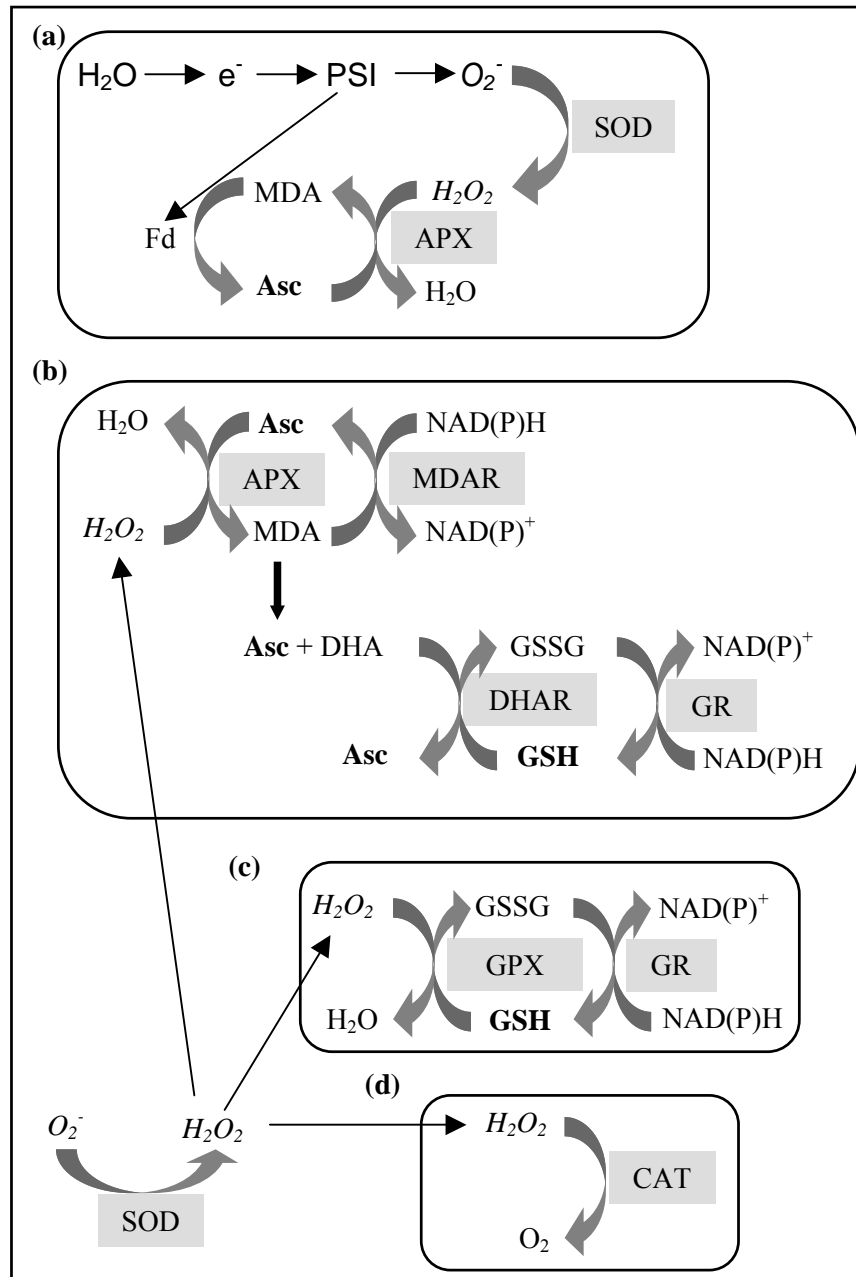 (a)
H₂O e⁻ PSI O₂⁻
SOD
MDA H₂O₂
Fd APX
Asc H₂O
(b)
H₂O Asc NAD(P)H
APX MDAR
H₂O₂ MDA NAD(P)⁺
Asc + DHA GSSG NAD(P)⁺
DHAR GR
Asc GSH NAD(P)H
(c)
H₂O₂ GSSG NAD(P)⁺
GPX GR
H₂O GSH NAD(P)H
(d)
O₂⁻ H₂O₂ H₂O₂
CAT
SOD O₂